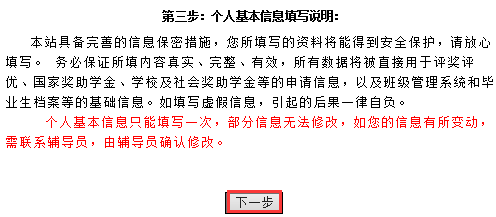 第三步：个人基本信息填写说明：
本站具备完善的信息保密措施，您所填写的资料将能得到安全保护，请放心
填写。 务必保证所填内容真实、完整、有效，所有数据将被直接用于评奖评
优、国家奖助学金、学校及社会奖助学金等的申请信息，以及班级管理系统和毕
业生档案等的基础信息。如填写虚假信息，引起的后果一律自负。
个人基本信息只能填写一次，部分信息无法修改，如您的信息有所变动，
需联系辅导员，由辅导员确认修改。
下一步